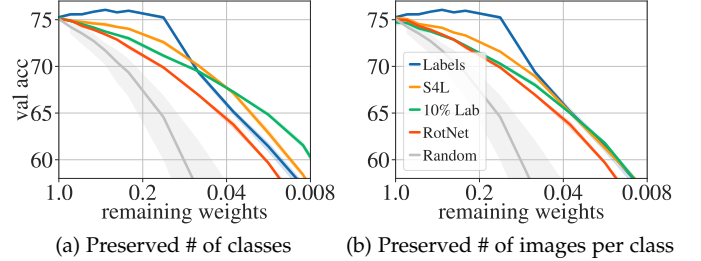 75
70
65
60
val acc
1.0 0.2 0.04 0.008
remaining weights
(a) Preserved # of classes
75
70
65
60
Labels
S4L
10% Lab
RotNet
Random
1.0 0.2 0.04 0.008
remaining weights
(b) Preserved # of images per class